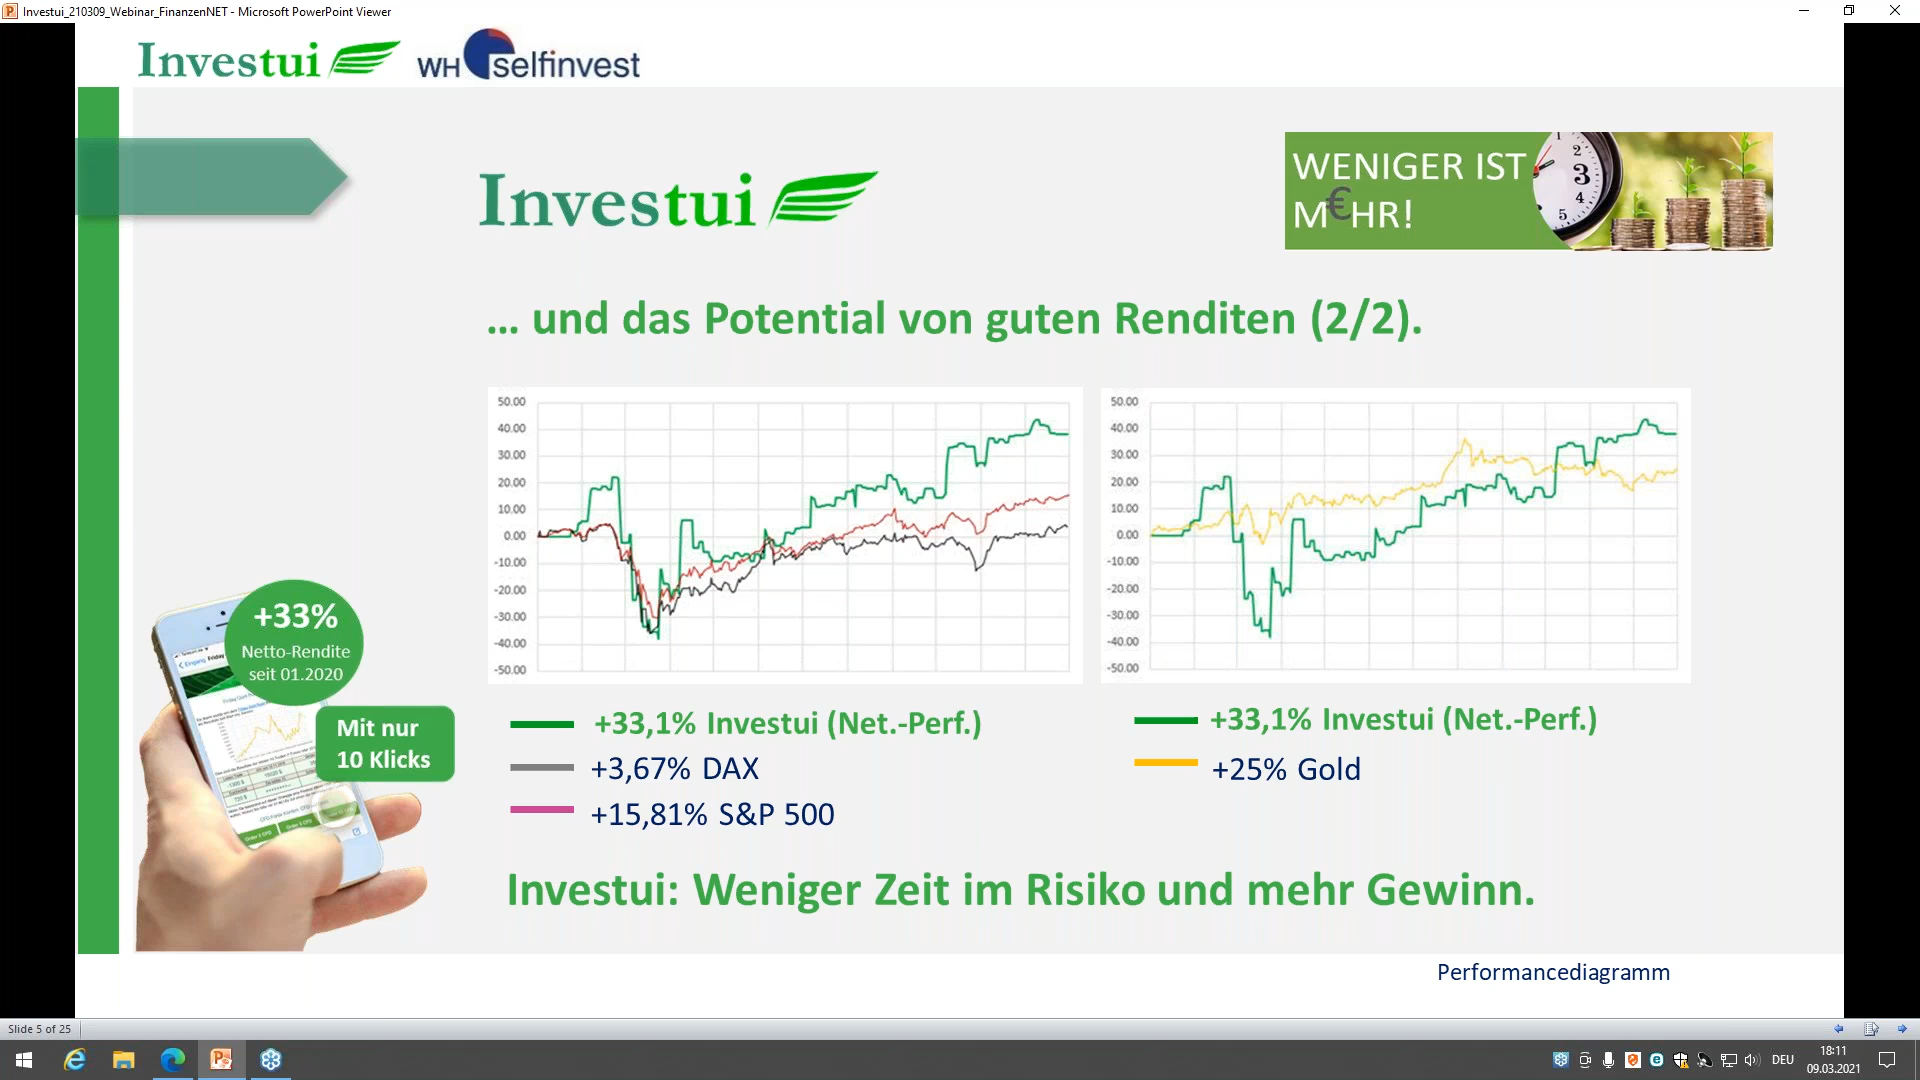 Investui_210309_Webinar_FinanzenNET - Microsoft PowerPoint Viewer
Investui
WHselfinvest
Investui
WENIGER IST
M€HR!
... und das Potential von guten Renditen (2/2).
50.00
40.00
30.00
20.00
10.00
0.00
-10.00
-20.00
-30.00
-40.00
-50.00
50.00
40.00
30.00
20.00
10.00
0.00
-10.00
-20.00
-30.00
-40.00
-50.00
+33%
Netto-Rendite
seit 01.2020
Mit nur
10 Klicks
+33,1% Investui (Net.-Perf.)
+3,67% DAX
+15,81% S&P 500
+33,1% Investui (Net.-Perf.)
+25% Gold
Investui: Weniger Zeit im Risiko und mehr Gewinn.
Performancediagramm
Slide 5 of 25
DEU
18:11
09.03.2021